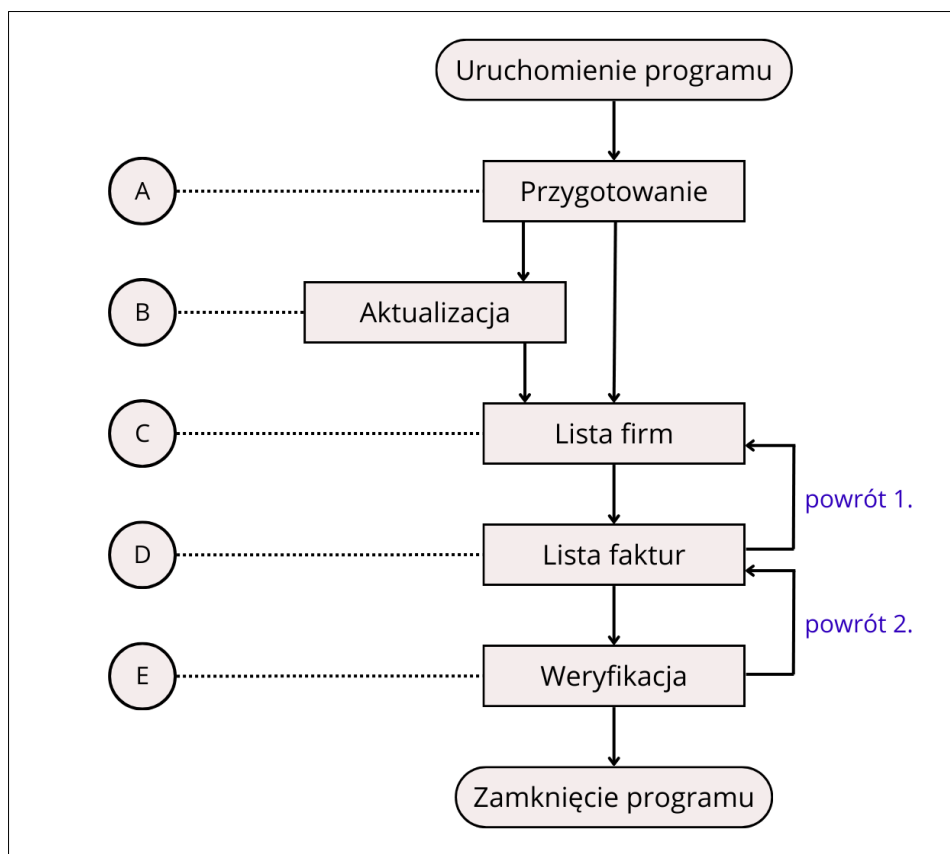 Uruchomienie programu
A
Przygotowanie
B
Aktualizacja
C
Lista firm
powrót 1.
D
Lista faktur
powrót 2.
E
Weryfikacja
Zamknięcie programu